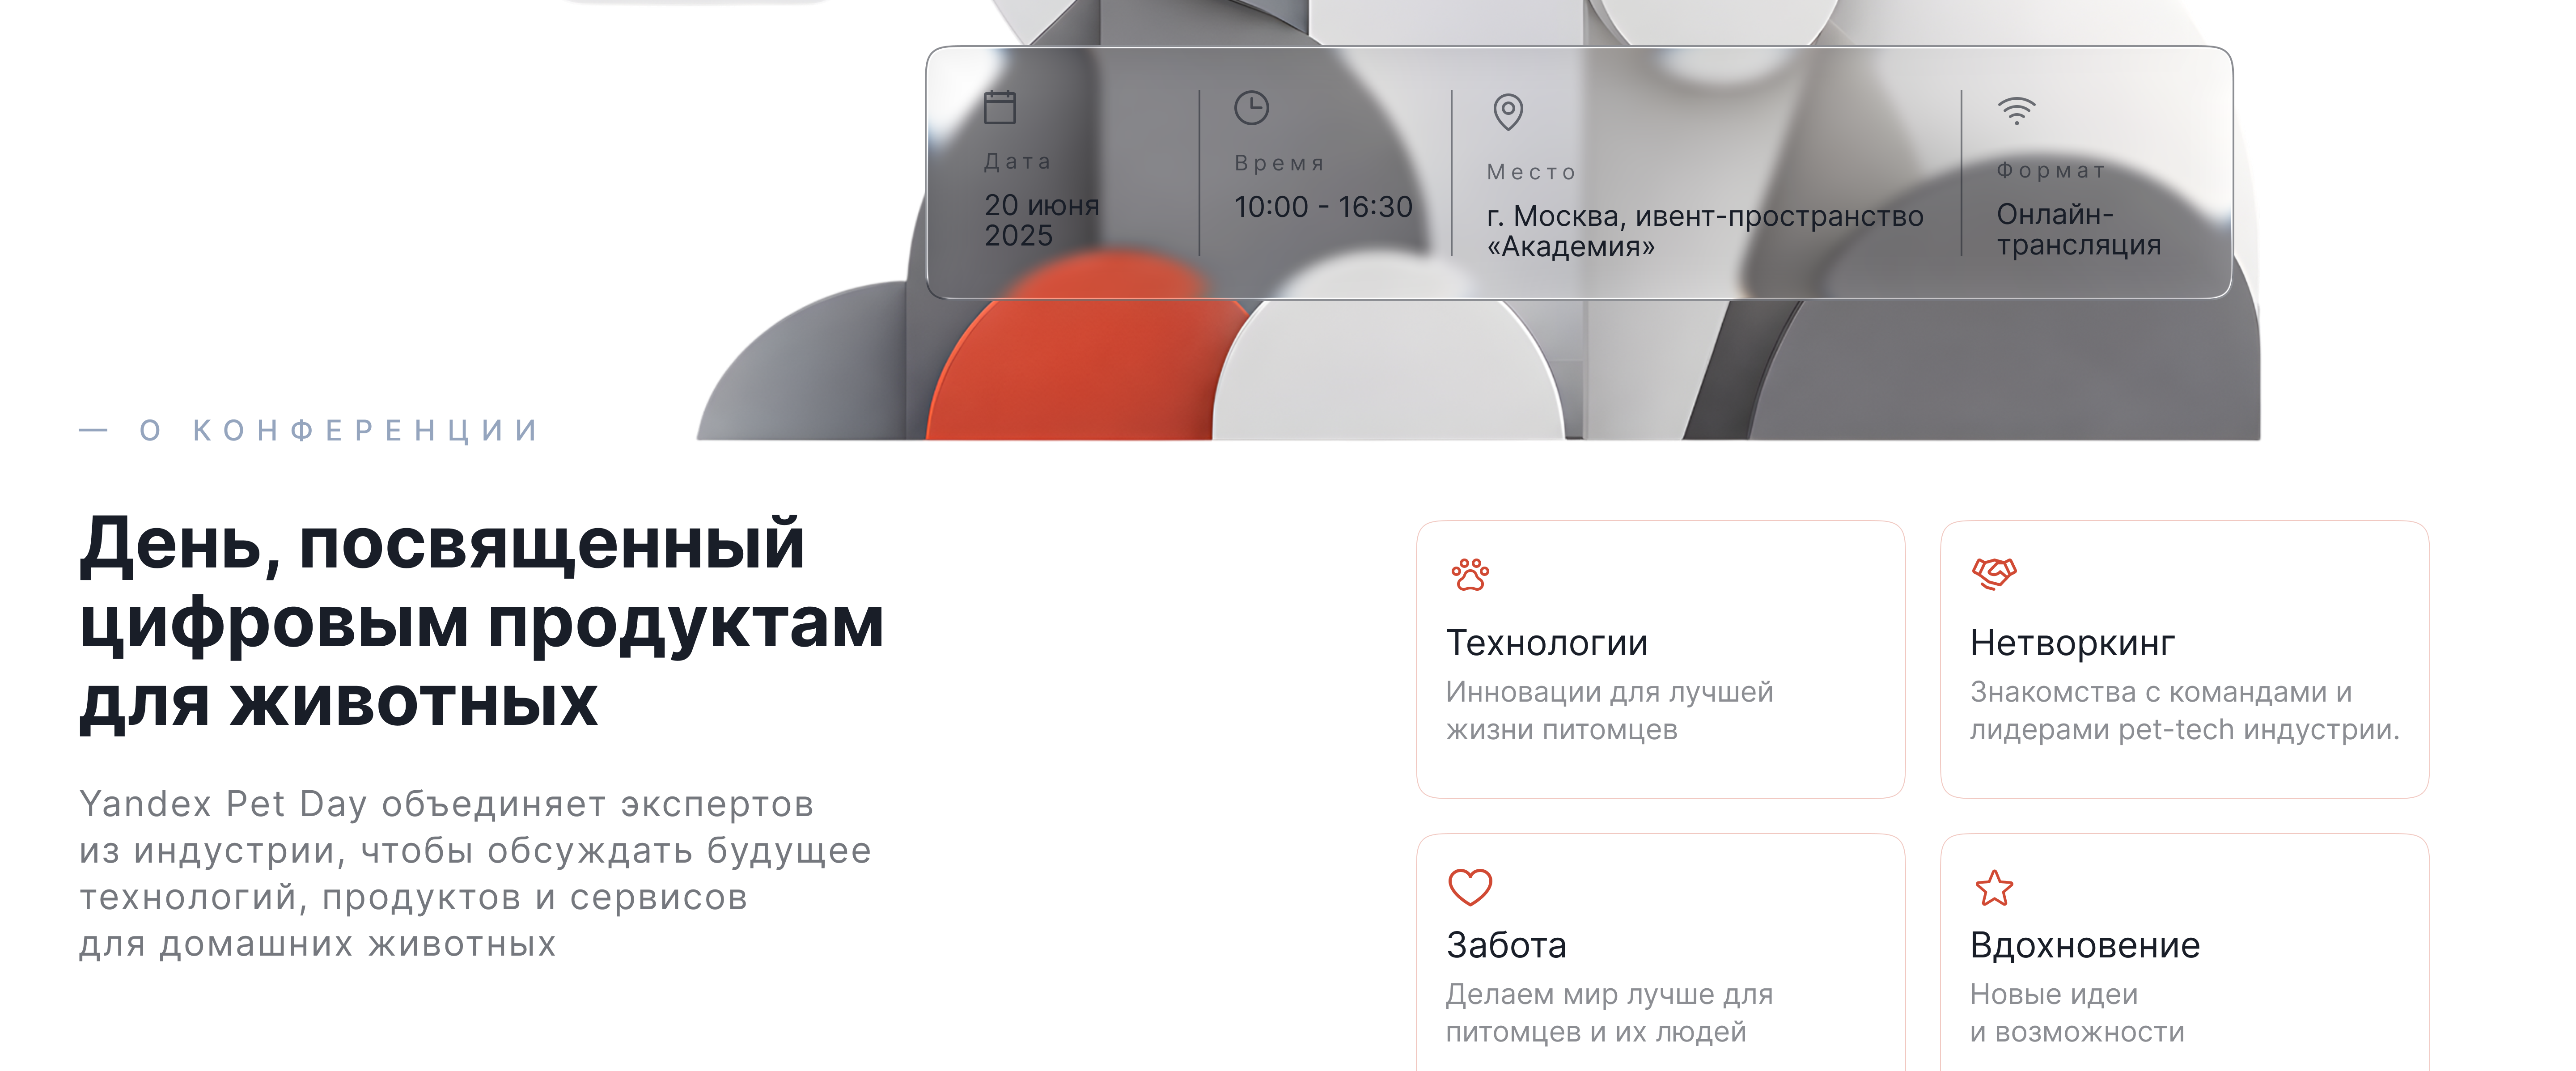 Дата
20 июня
2025
Время
10:00 - 16:30
Место
г. Москва, ивент-пространство
«Академия»
Формат
Онлайн-
трансляция
— О КОНФЕРЕНЦИИ
День, посвященный
цифровым продуктам
для животных
Yandex Pet Day объединяет экспертов
из индустрии, чтобы обсуждать будущее
технологий, продуктов и сервисов
для домашних животных
Технологии
Инновации для лучшей
жизни питомцев
Нетворкинг
Знакомства с командами и
лидерами pet-tech индустрии.
Забота
Делаем мир лучше для
питомцев и их людей
Вдохновение
Новые идеи
и возможности